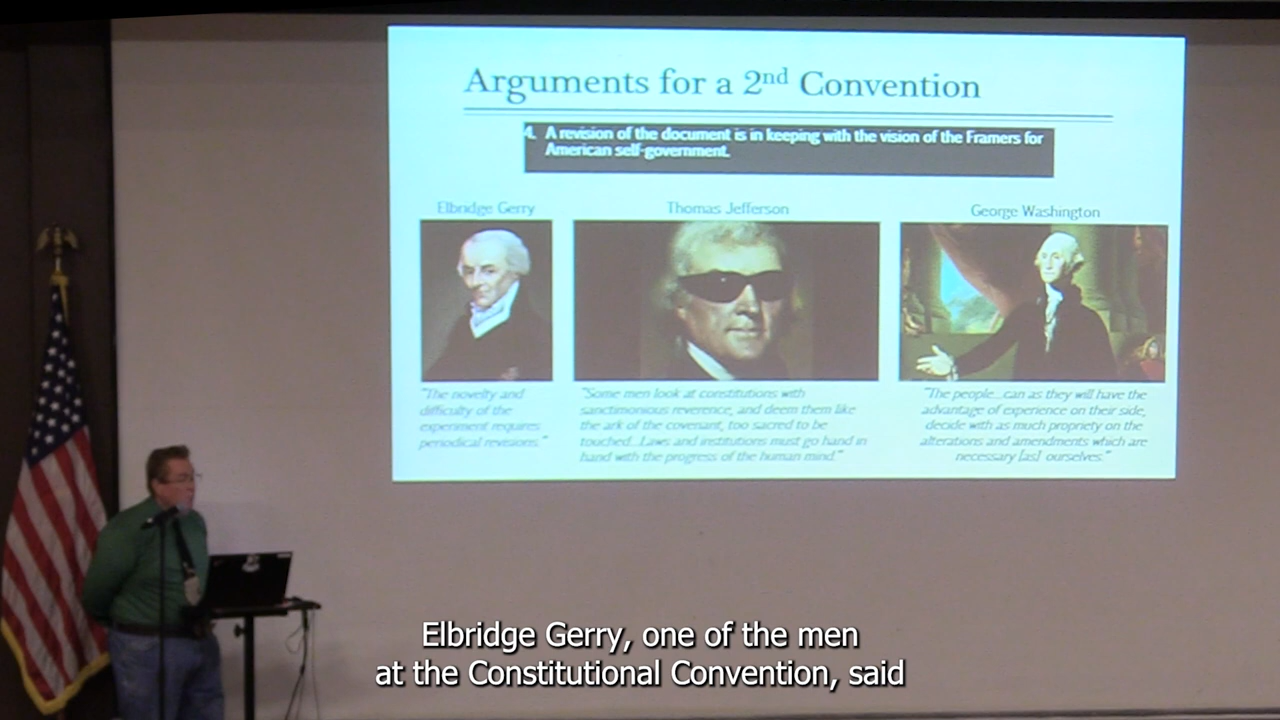 Arguments for a 2nd Convention
4. A revision of the document is in keeping with the vision of the Framers for
American self-government.
Elbridge Gerry
Thomas Jefferson
George Washington
"The novelty and
difficulty of the
experiment requires
periodical revisions."
"Some men look at constitutions with
sanctimonious reverence, and deem them like
the ark of the covenant, too sacred to be
touched...Laws and institutions must go hand in
hand with the progress of the human mind."
"The people...can as they will have the
advantage of experience on their side,
decide with as much propriety on the
alterations and amendments which are
necessary [as] ourselves."
Elbridge Gerry, one of the men
at the Constitutional Convention, said